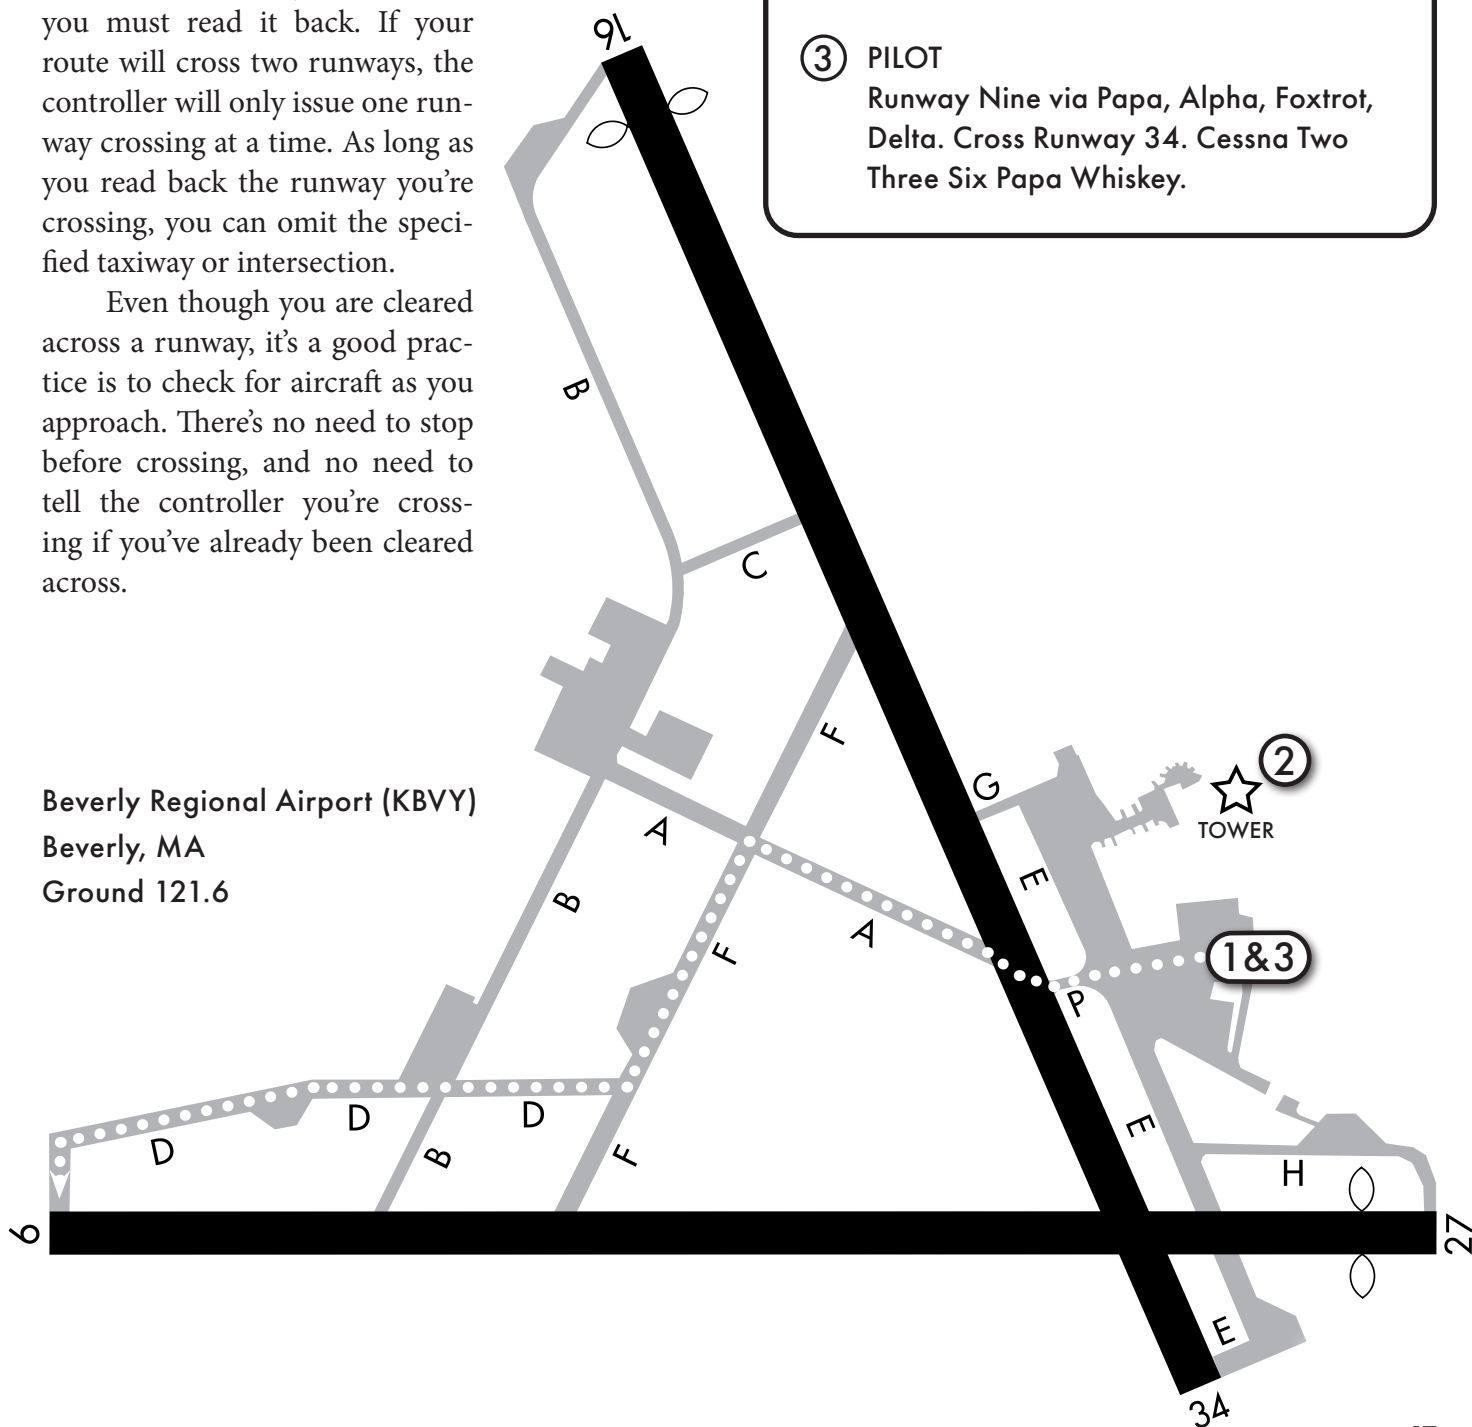 you must read it back. If your
route will cross two runways, the
controller will only issue one run-
way crossing at a time. As long as
you read back the runway you're
crossing, you can omit the speci-
fied taxiway or intersection.
Even though you are cleared
across a runway, it's a good prac-
tice is to check for aircraft as you
approach. There's no need to stop
before crossing, and no need to
tell the controller you're cross-
ing if you've already been cleared
across.
3 PILOT
Runway Nine via Papa, Alpha, Foxtrot,
Delta. Cross Runway 34. Cessna Two
Three Six Papa Whiskey.
Beverly Regional Airport (KBVY)
Beverly, MA
Ground 121.6
16
B
C
F
G
2
TOWER
A
E
B
A
F
1&3
P
D
D
D
B
F
E
H
9
27
E
34